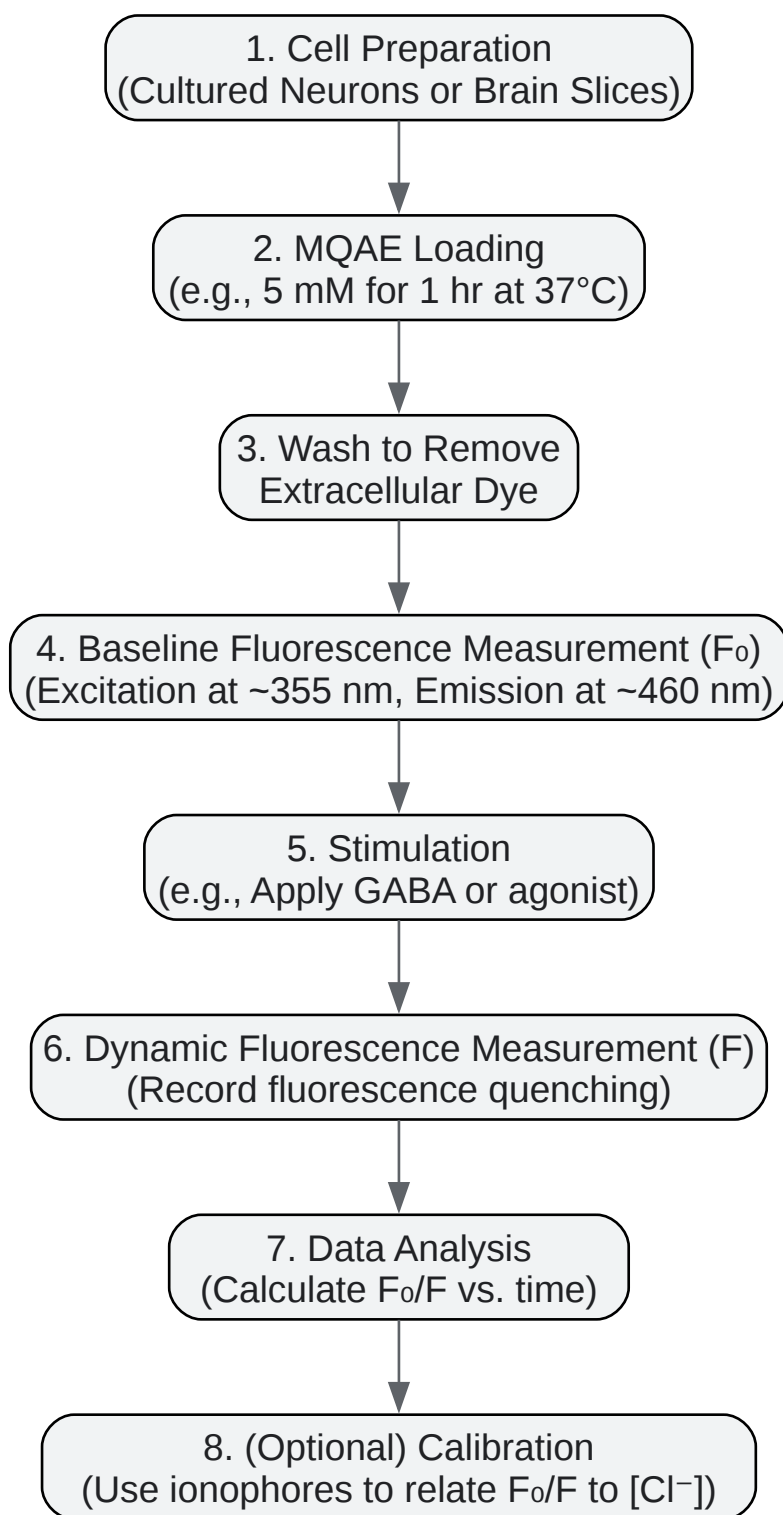 1. Cell Preparation
(Cultured Neurons or Brain Slices)
2. MQAE Loading
(e.g., 5 mM for 1 hr at 37°C)
3. Wash to Remove
Extracellular Dye
4. Baseline Fluorescence Measurement (F₀)
(Excitation at ~355 nm, Emission at ~460 nm)
5. Stimulation
(e.g., Apply GABA or agonist)
6. Dynamic Fluorescence Measurement (F)
(Record fluorescence quenching)
7. Data Analysis
(Calculate F₀/F vs. time)
8. (Optional) Calibration
(Use ionophores to relate F₀/F to [Cl⁻])